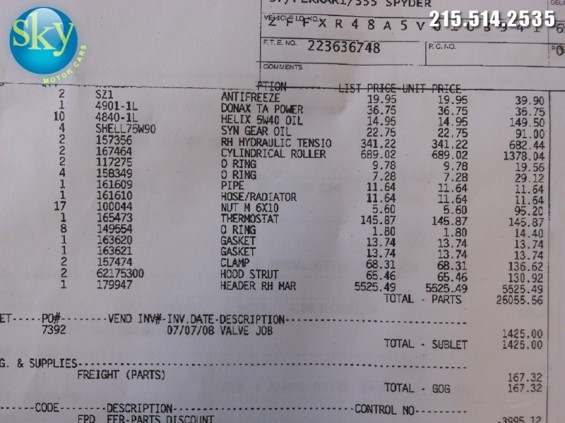 97/FERRARI/355 SPYDER
VEHICLE I.D. NO.
215.514.2535
F.T.E. NO. 223636748 P.O. NO.
COMMENTS
sky
MOTOR CARS
LIST PRICE-UNIT PRICE-
2 SZ1 ANTIFREEZE 19.95 19.95 39.90
1 4901-1L DONAX TA POWER 36.75 36.75 36.75
10 4840-1L HELIX 5W40 OIL 14.95 14.95 149.50
4 SHELL75W90 SYN GEAR OIL 22.75 22.75 91.00
2 157356 RH HYDRAULIC TENSIO 341.22 341.22 682.44
2 167464 CYLINDRICAL ROLLER 689.02 689.02 1378.04
2 117275 O RING 9.78 9.78 19.56
4 158349 O RING 7.28 7.28 29.12
1 161609 PIPE 11.64 11.64 11.64
1 161610 HOSE/RADIATOR 11.64 11.64 11.64
17 100044 NUT M 6X10 5.60 5.60 95.20
1 165473 THERMOSTAT 145.87 145.87 145.87
8 149554 O RING 1.80 1.80 14.40
1 163620 GASKET 13.74 13.74 13.74
1 163621 GASKET 13.74 13.74 13.74
2 157474 CLAMP 68.31 68.31 136.62
2 62175300 HOOD STRUT 65.46 65.46 130.92
1 179947 HEADER RH MAR 5525.49 5525.49 5525.49
TOTAL - PARTS 25055.56
ET-----PO#------VEND INV#-INV.DATE-DESCRIPTION
7392 07/07/08 VALVE JOB 1425.00
TOTAL - SUBLET 1425.00
G. & SUPPLIES
FREIGHT (PARTS) 167.32
TOTAL - GOG 167.32
CODE-----DESCRIPTION-----CONTROL NO
FPD FER-PARTS DISCOUNT -3995.12